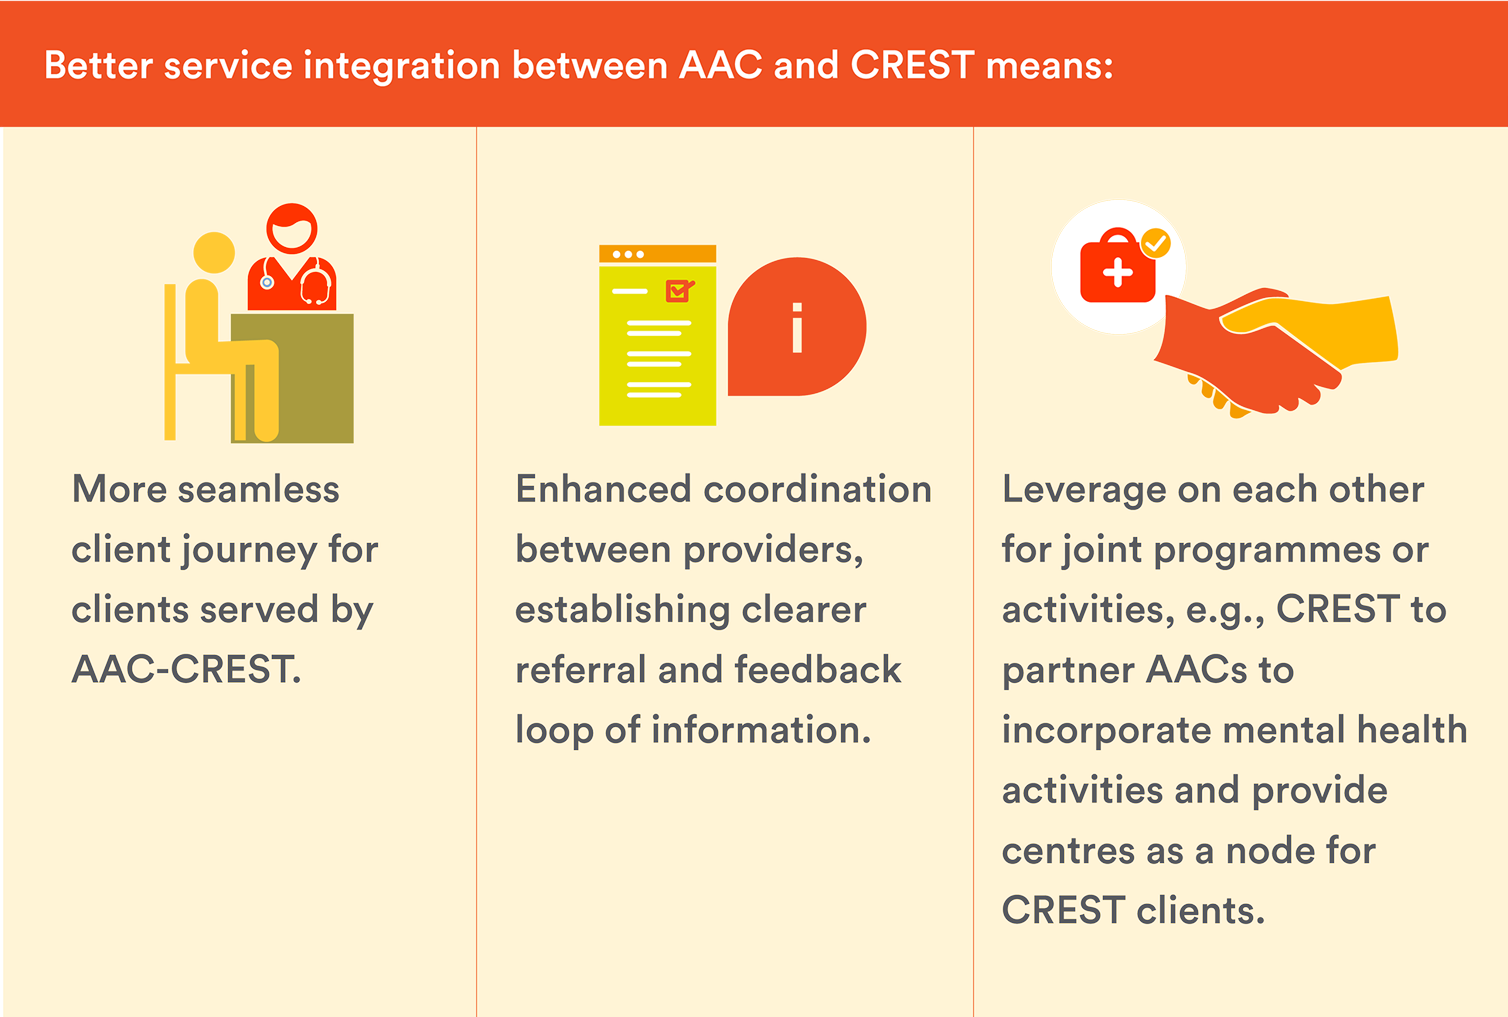 Better service integration between AAC and CREST means:
More seamless
client journey for
clients served by
AAC-CREST.
i
Enhanced coordination
between providers,
establishing clearer
referral and feedback
loop of information.
Leverage on each other
for joint programmes or
activities, e.g., CREST to
partner AACs to
incorporate mental health
activities and provide
centres as a node for
CREST clients.